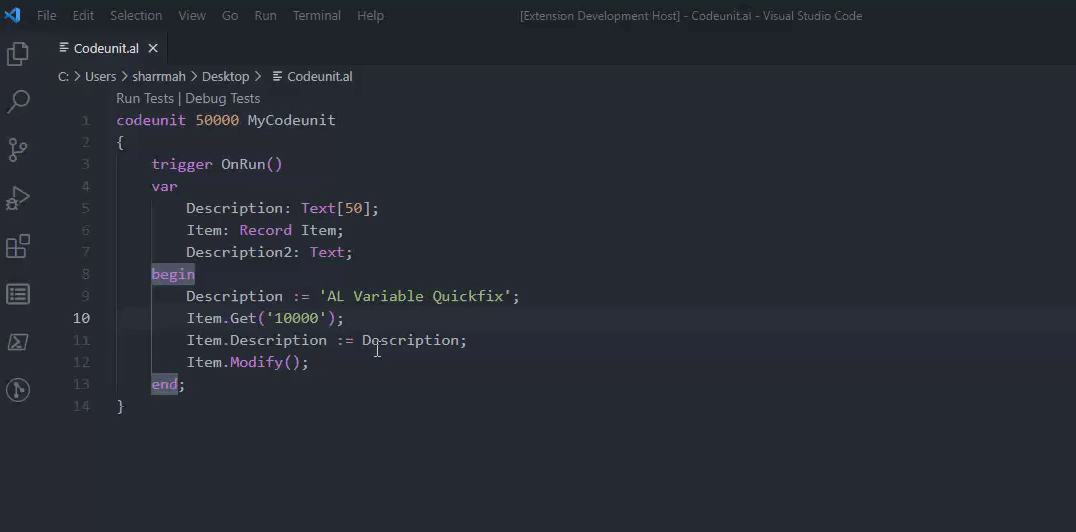 File Edit Selection View Go Run Terminal Help [Extension Development Host] - Codeunit.al - Visual Studio Code
Codeunit.al
C: > Users > sharrmah > Desktop > Codeunit.al
Run Tests | Debug Tests
1 codeunit 50000 MyCodeunit
2 {
3 trigger OnRun()
4 var
5 Description: Text[50];
6 Item: Record Item;
7 Description2: Text;
8 begin
9 Description := 'AL Variable Quickfix';
10 Item.Get('10000');
11 Item.Description := Description;
12 Item.Modify();
13 end;
14 }